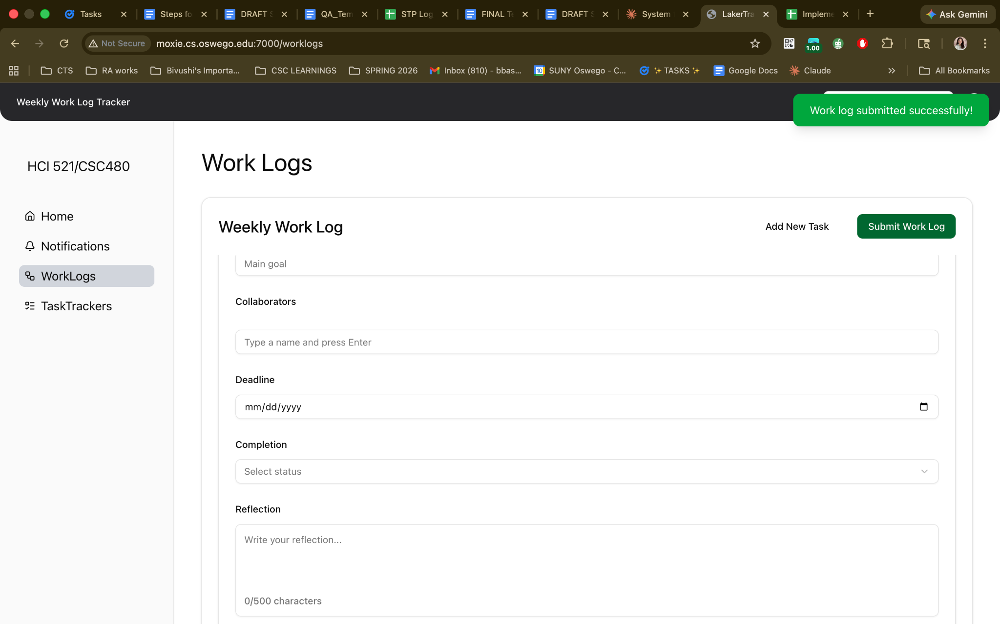 Tasks
Steps fo
DRAFT S
QA_Tem
STP Log
FINAL Te
DRAFT S
System
LakerTra
Impleme
Ask Gemini
Not Secure
moxie.cs.oswego.edu:7000/worklogs
1.00
CTS
RA works
Bivushi's Importa...
CSC LEARNINGS
SPRING 2026
Inbox (810) - bbas...
10
SUNY Oswego - C...
✨ TASKS ✨
Google Docs
Claude
All Bookmarks
Weekly Work Log Tracker
Work log submitted successfully!
HCI 521/CSC480
Home
Notifications
WorkLogs
TaskTrackers
Work Logs
Weekly Work Log
Add New Task
Submit Work Log
Main goal
Collaborators
Type a name and press Enter
Deadline
mm/dd/yyyy
Completion
Select status
Reflection
Write your reflection...
0/500 characters